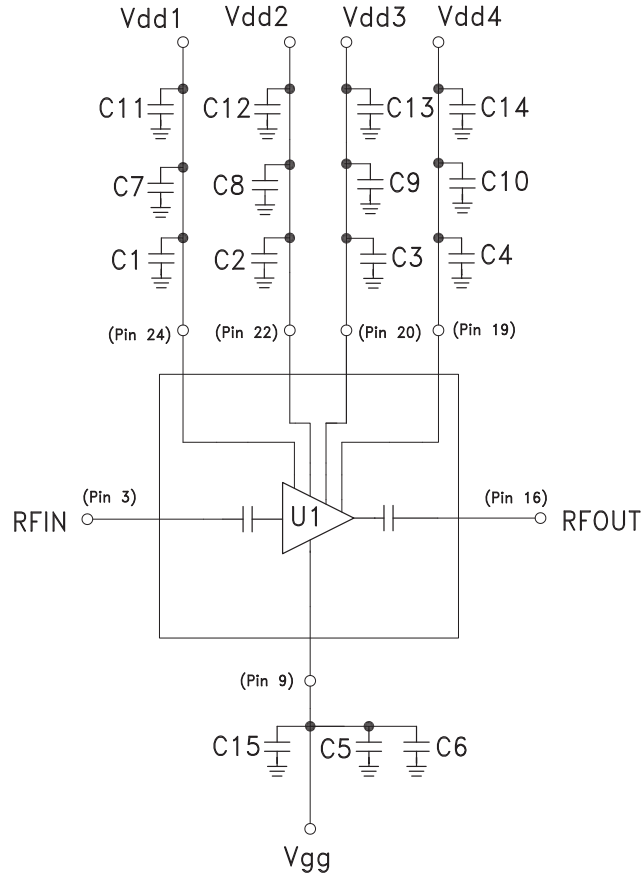 Vdd1 Vdd2 Vdd3 Vdd4
C11 C12 C13 C14
C7 C8 C9 C10
C1 C2 C3 C4
(Pin 24) (Pin 22) (Pin 20) (Pin 19)
(Pin 3) (Pin 16)
RFIN U1 RFOUT
(Pin 9)
C15 C5 C6
Vgg